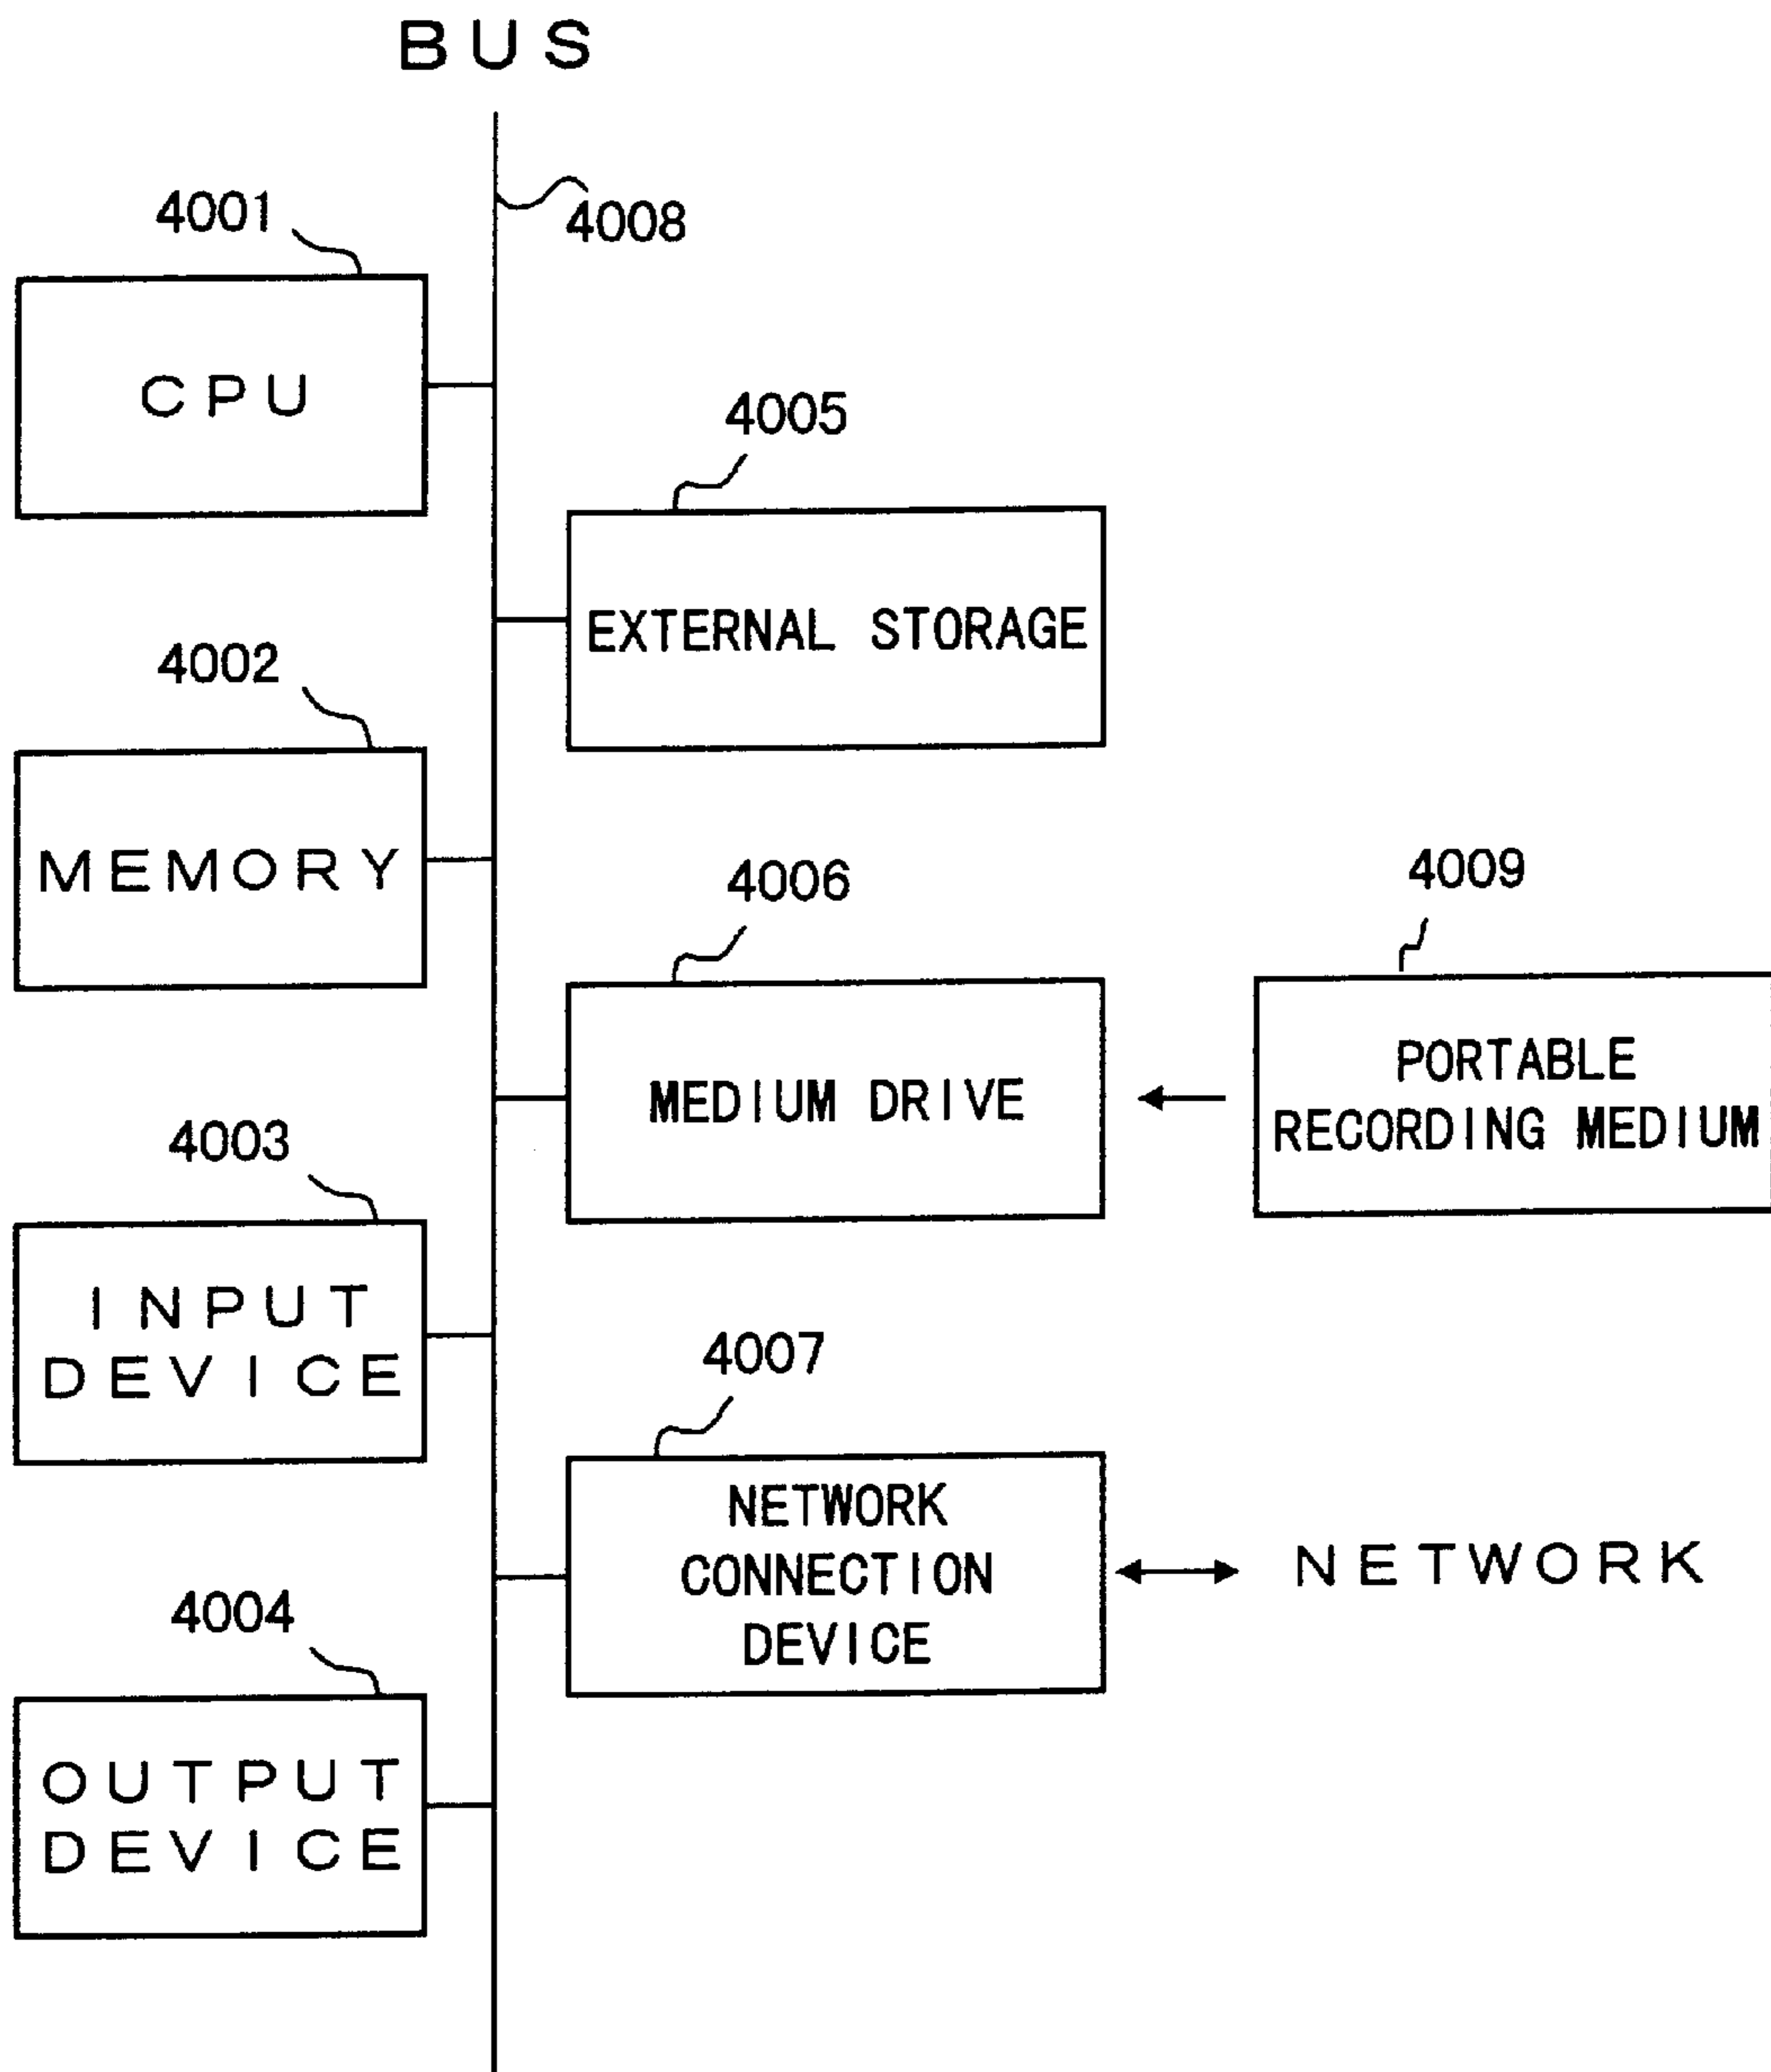 BUS
4008
4001
CPU
4005
EXTERNAL STORAGE
4002
MEMORY
4006
MEDIUM DRIVE
4009
PORTABLE
RECORDING MEDIUM
4003
INPUT
DEVICE
4007
NETWORK
CONNECTION
DEVICE
NETWORK
4004
OUTPUT
DEVICE